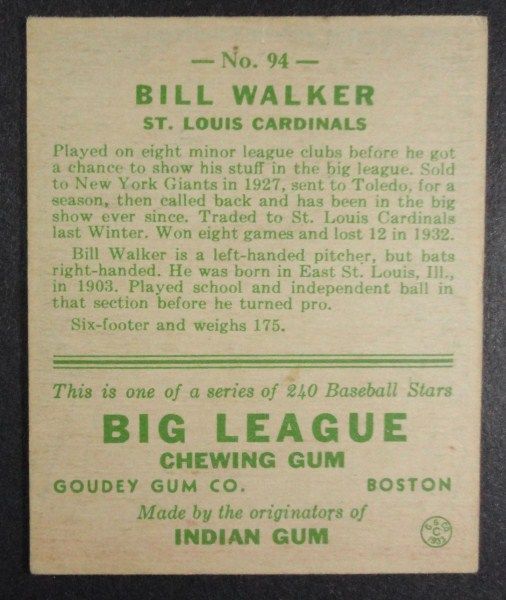 — No. 94 —
BILL WALKER
ST. LOUIS CARDINALS
Played on eight minor league clubs before he got
a chance to show his stuff in the big league. Sold
to New York Giants in 1927, sent to Toledo, for a
season, then called back and has been in the big
show ever since. Traded to St. Louis Cardinals
last Winter. Won eight games and lost 12 in 1932.
Bill Walker is a left-handed pitcher, but bats
right-handed. He was born in East St. Louis, Ill.,
in 1903. Played school and independent ball in
that section before he turned pro.
Six-footer and weighs 175.
This is one of a series of 240 Baseball Stars
BIG LEAGUE
CHEWING GUM
GOUDEY GUM CO. BOSTON
Made by the originators of
INDIAN GUM